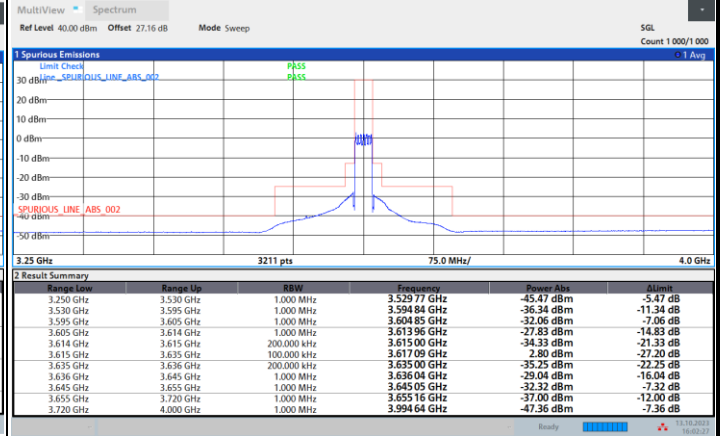 MultiView Spectrum
Ref Level 40.00 dBm Offset 27.16 dB Mode Sweep SGL
Count 1 000/1 000
1 Spurious Emissions 1 Avg
Limit Check PASS
Line _SPURIOUS_LINE_ABS_002 PASS
30 dBm
20 dBm
10 dBm
0 dBm
-10 dBm
-20 dBm
-30 dBm
SPURIOUS_LINE_ABS_002
-40 dBm
-50 dBm
3.25 GHz 3211 pts 75.0 MHz/ 4.0 GHz
2 Result Summary
Range Low Range Up RBW Frequency Power Abs ΔLimit
3.250 GHz 3.530 GHz 1.000 MHz 3.529 77 GHz -45.47 dBm -5.47 dB
3.530 GHz 3.595 GHz 1.000 MHz 3.594 84 GHz -36.34 dBm -11.34 dB
3.595 GHz 3.605 GHz 1.000 MHz 3.604 85 GHz -32.06 dBm -7.06 dB
3.605 GHz 3.614 GHz 1.000 MHz 3.613 96 GHz -27.83 dBm -14.83 dB
3.614 GHz 3.615 GHz 200.000 kHz 3.615 00 GHz -34.33 dBm -21.33 dB
3.615 GHz 3.635 GHz 100.000 kHz 3.617 09 GHz 2.80 dBm -27.20 dB
3.635 GHz 3.636 GHz 200.000 kHz 3.635 00 GHz -35.25 dBm -22.25 dB
3.636 GHz 3.645 GHz 1.000 MHz 3.636 04 GHz -29.04 dBm -16.04 dB
3.645 GHz 3.655 GHz 1.000 MHz 3.645 05 GHz -32.32 dBm -7.32 dB
3.655 GHz 3.720 GHz 1.000 MHz 3.655 16 GHz -37.00 dBm -12.00 dB
3.720 GHz 4.000 GHz 1.000 MHz 3.994 64 GHz -47.36 dBm -7.36 dB
Ready 13.10.2023
16:02:27